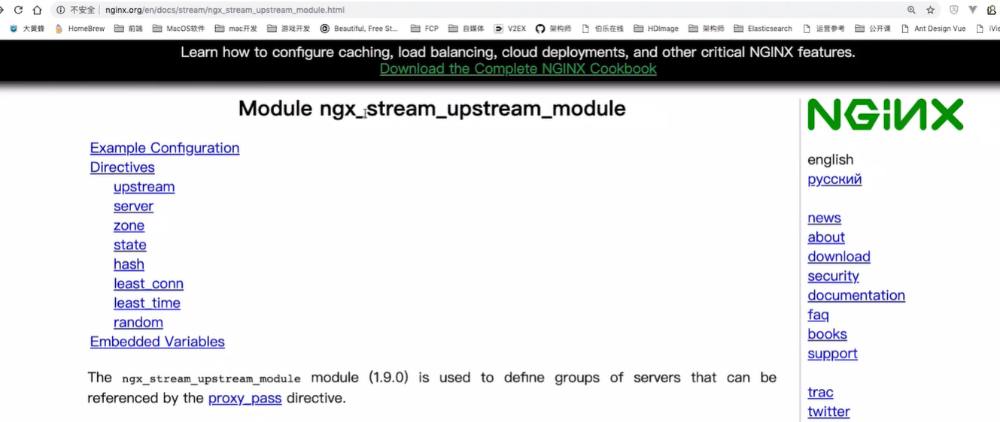 不安全 | nginx.org/en/docs/stream/ngx_stream_upstream_module.html
大黄蜂 HomeBrew 前端 MacOS软件 mac开发 游戏开发 Beautiful, Free St... FCP 自媒体 V2EX 架构师 伯乐在线 HDImage 架构师 Elasticsearch 运营参考 公开课 Ant Design Vue
Learn how to configure caching, load balancing, cloud deployments, and other critical NGINX features.
Download the Complete NGINX Cookbook
Module ngx_stream_upstream_module
Example Configuration
Directives
upstream
server
zone
state
hash
least_conn
least_time
random
Embedded Variables
The ngx_stream_upstream_module module (1.9.0) is used to define groups of servers that can be
referenced by the proxy_pass directive.
NGINX
english
русский
news
about
download
security
documentation
faq
books
support
trac
twitter